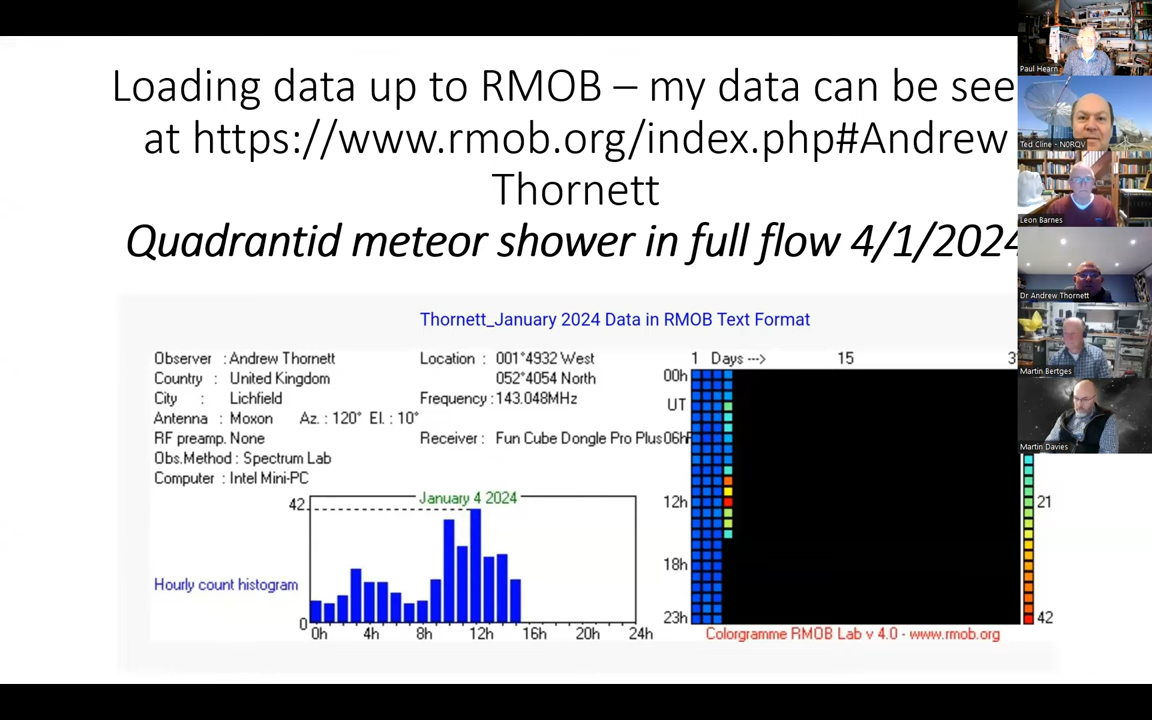 Loading data up to RMOB – my data can be see
at https://www.rmob.org/index.php#Andrew
Thornett
Quadrantid meteor shower in full flow 4/1/2024
Thornett_January 2024 Data in RMOB Text Format
Observer : Andrew Thornett
Country : United Kingdom
City : Lichfield
Antenna : Moxon Az. : 120° El. : 10°
RF preamp. None
Obs.Method : Spectrum Lab
Computer : Intel Mini-PC
Location : 001°4932 West
052°4054 North
Frequency : 143.048MHz
Receiver : Fun Cube Dongle Pro Plus
1 Days ---> 15 3
00h
UT
06h
12h
18h
23h
21
42
January 4 2024
42
Hourly count histogram
0
0h 4h 8h 12h 16h 20h 24h
Colorgramme RMOB Lab v 4.0 - www.rmob.org
Paul Hearn
Ted Cline - N0RQV
Leon Barnes
Dr Andrew Thornett
Martin Bertges
Martin Davies